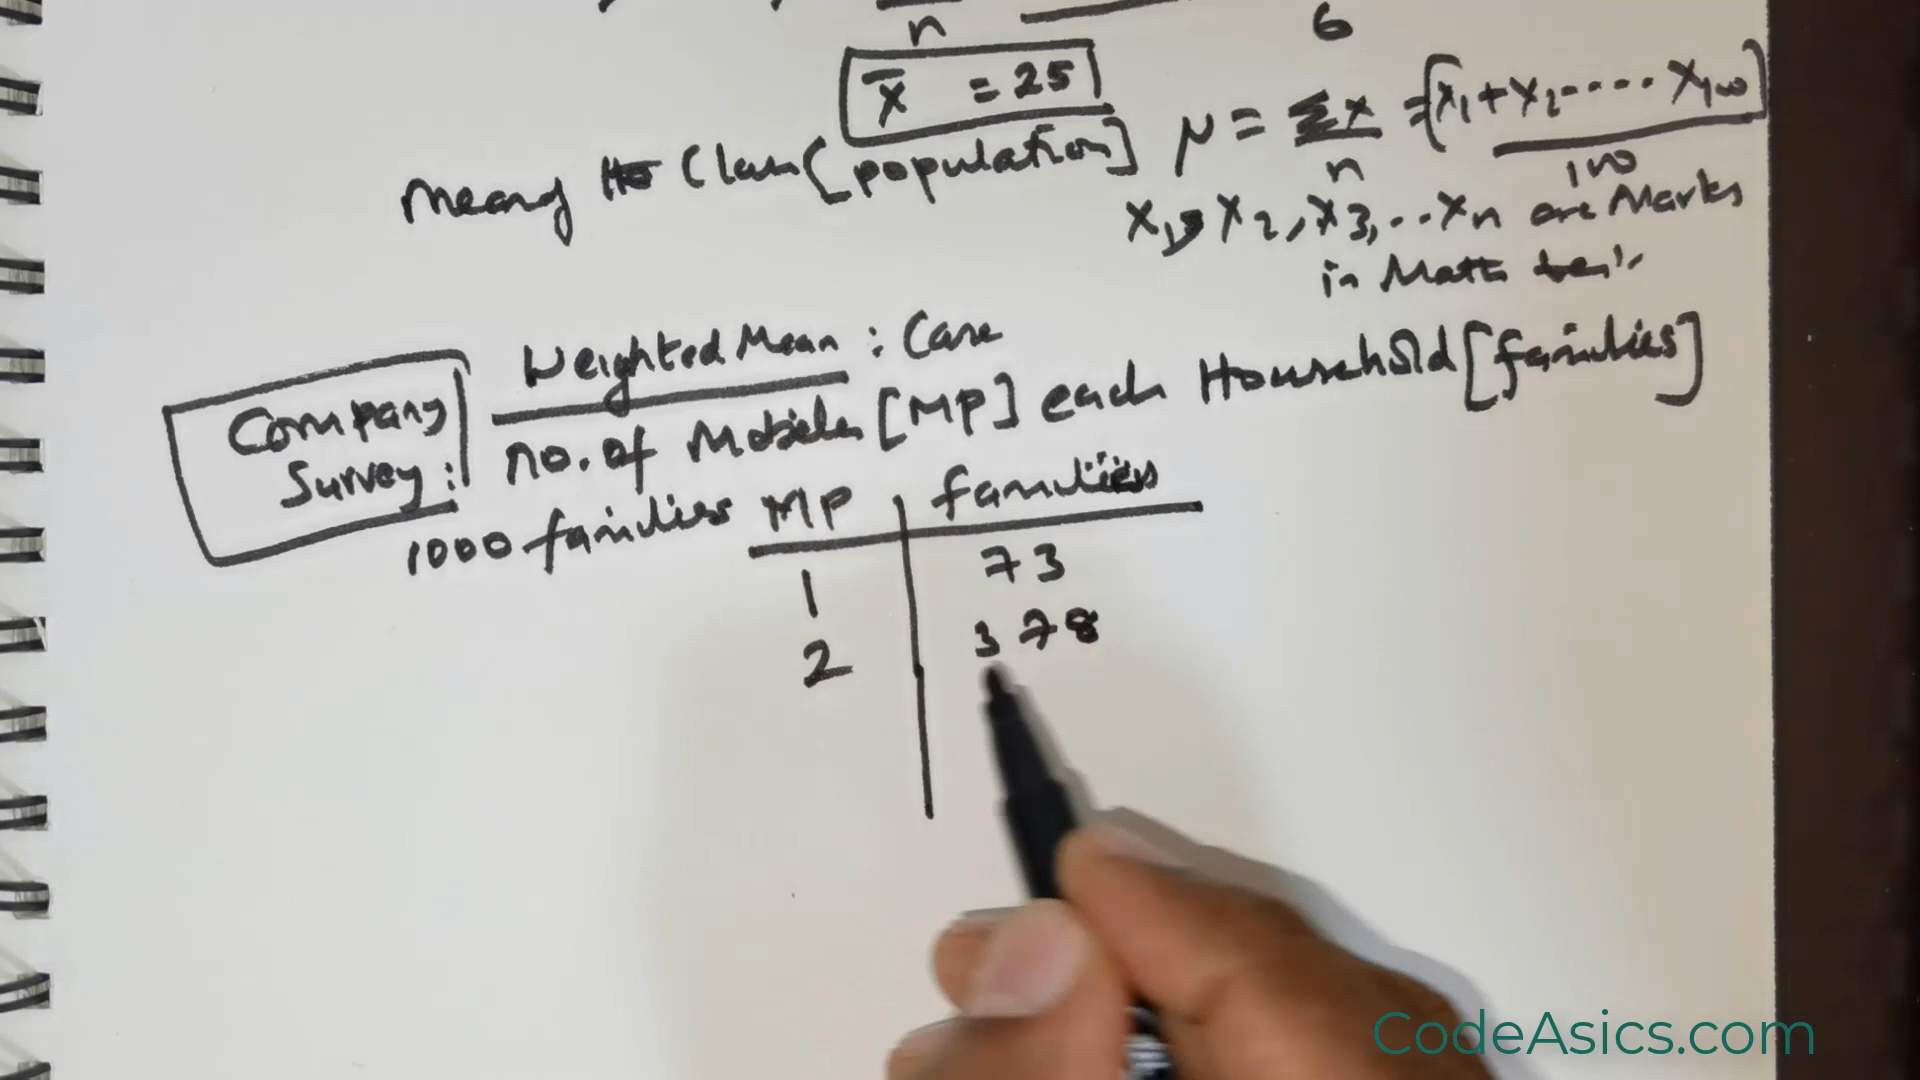 n
6
x̄ = 25
Mean of Class [population] μ = Σx = [x₁+x₂..... x₁₀₀]
n 100
x₁, x₂, x₃, ..xₙ are Marks
in Math
Weighted Mean : Case
Company
Survey :
no. of Mobiles [MP] each Household [families]
1000 families
MP families
1 73
2 378
CodeAsics.com